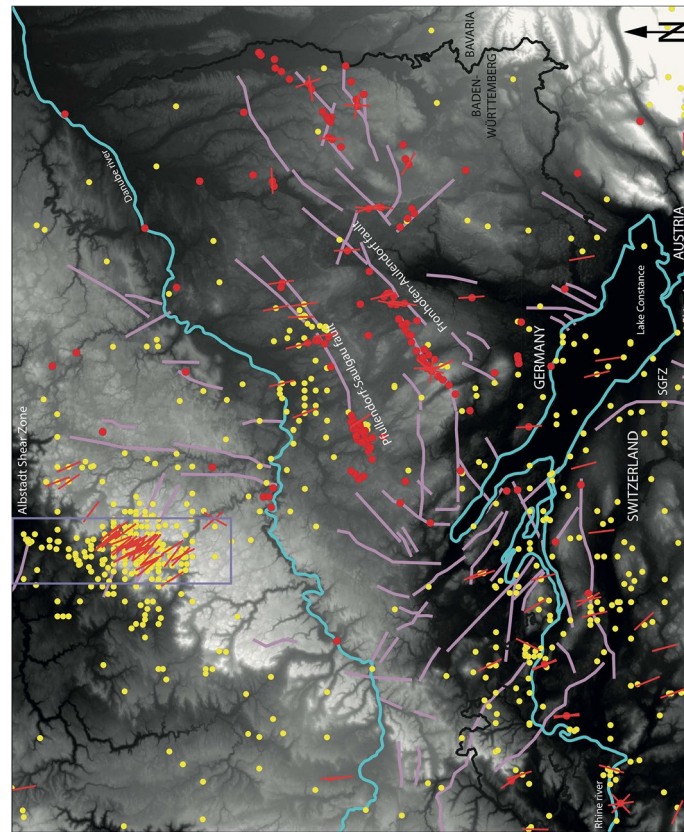 N
BAVARIA
BADEN-
WÜRTTEMBERG
Danube river
Fronhofen-Aulendorf fault
Pfullendorf-Saulgau fault
Albstadt Shear Zone
GERMANY
Lake Constance
AUSTRIA
SGFZ
SWITZERLAND
Rhine river